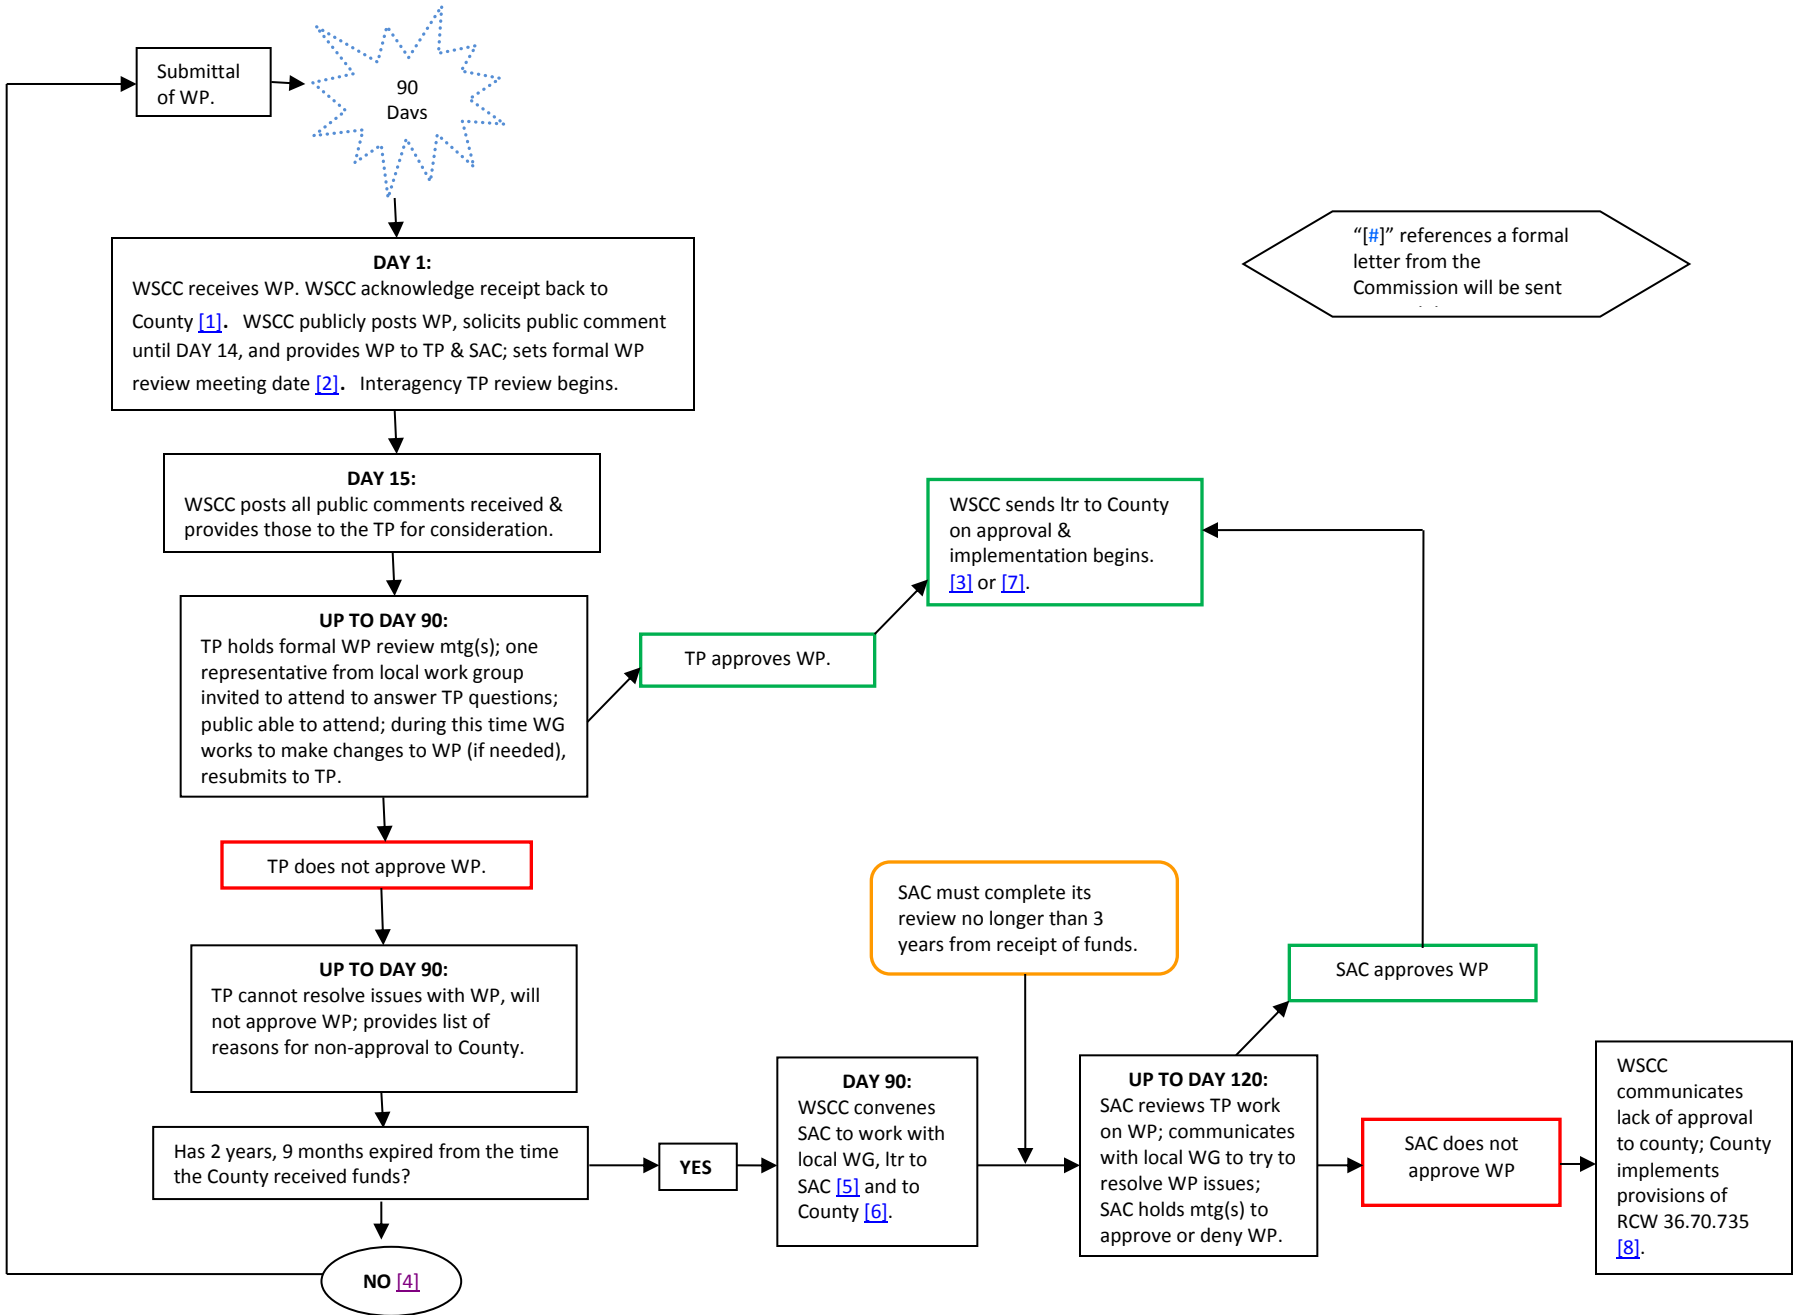 Submittal
of WP.
90
Days
DAY 1:
WSCC receives WP. WSCC acknowledge receipt back to
County [1]. WSCC publicly posts WP, solicits public comment
until DAY 14, and provides WP to TP & SAC; sets formal WP
review meeting date [2]. Interagency TP review begins.
"[#]" references a formal
letter from the
Commission will be sent
DAY 15:
WSCC posts all public comments received &
provides those to the TP for consideration.
WSCC sends ltr to County
on approval &
implementation begins.
[3] or [7].
UP TO DAY 90:
TP holds formal WP review mtg(s); one
representative from local work group
invited to attend to answer TP questions;
public able to attend; during this time WG
works to make changes to WP (if needed),
resubmits to TP.
TP approves WP.
TP does not approve WP.
SAC must complete its
review no longer than 3
years from receipt of funds.
UP TO DAY 90:
TP cannot resolve issues with WP, will
not approve WP; provides list of
reasons for non-approval to County.
SAC approves WP
Has 2 years, 9 months expired from the time
the County received funds?
YES
DAY 90:
WSCC convenes
SAC to work with
local WG, ltr to
SAC [5] and to
County [6].
UP TO DAY 120:
SAC reviews TP work
on WP; communicates
with local WG to try to
resolve WP issues;
SAC holds mtg(s) to
approve or deny WP.
SAC does not
approve WP
WSCC
communicates
lack of approval
to county; County
implements
provisions of
RCW 36.70.735
[8].
NO [4]